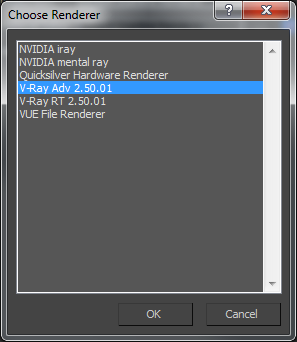 Choose Renderer
NVIDIA iray
NVIDIA mental ray
Quicksilver Hardware Renderer
V-Ray Adv 2.50.01
V-Ray RT 2.50.01
VUE File Renderer
OK Cancel